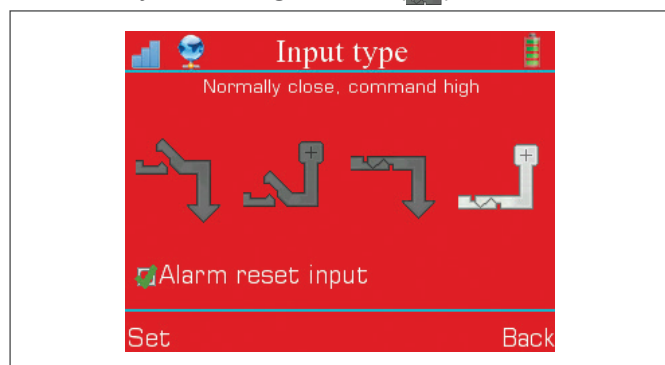 Input type
Normally close, command high
Alarm reset input
Set Back